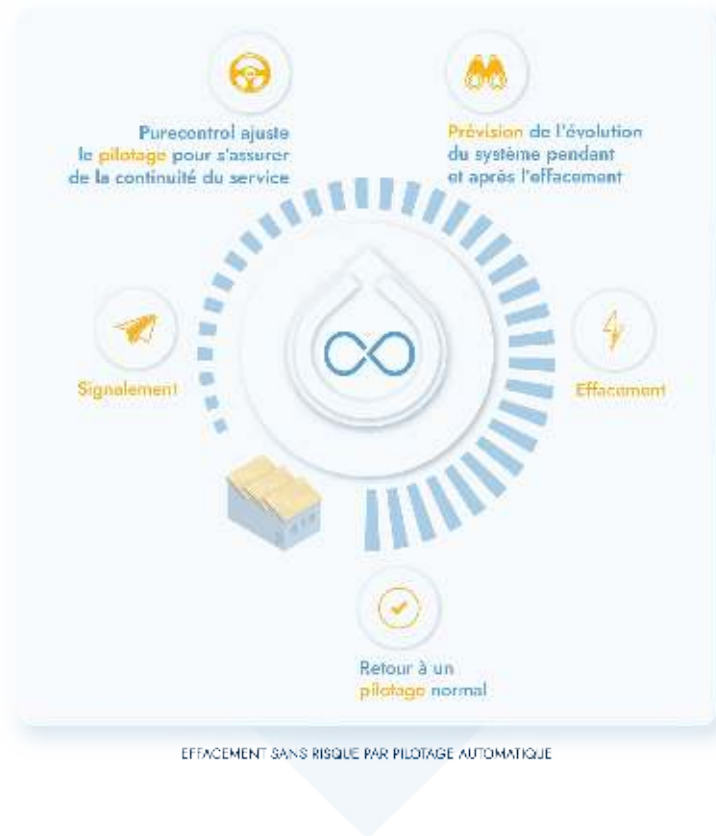 Purecontrol ajuste
le pilotage pour s'assurer
de la continuité du service
Prévision de l'évolution
du système pendant
et après l'effacement
Signalement
Effacement
Retour à un
pilotage normal
EFFACEMENT SANS RISQUE PAR PILOTAGE AUTOMATIQUE